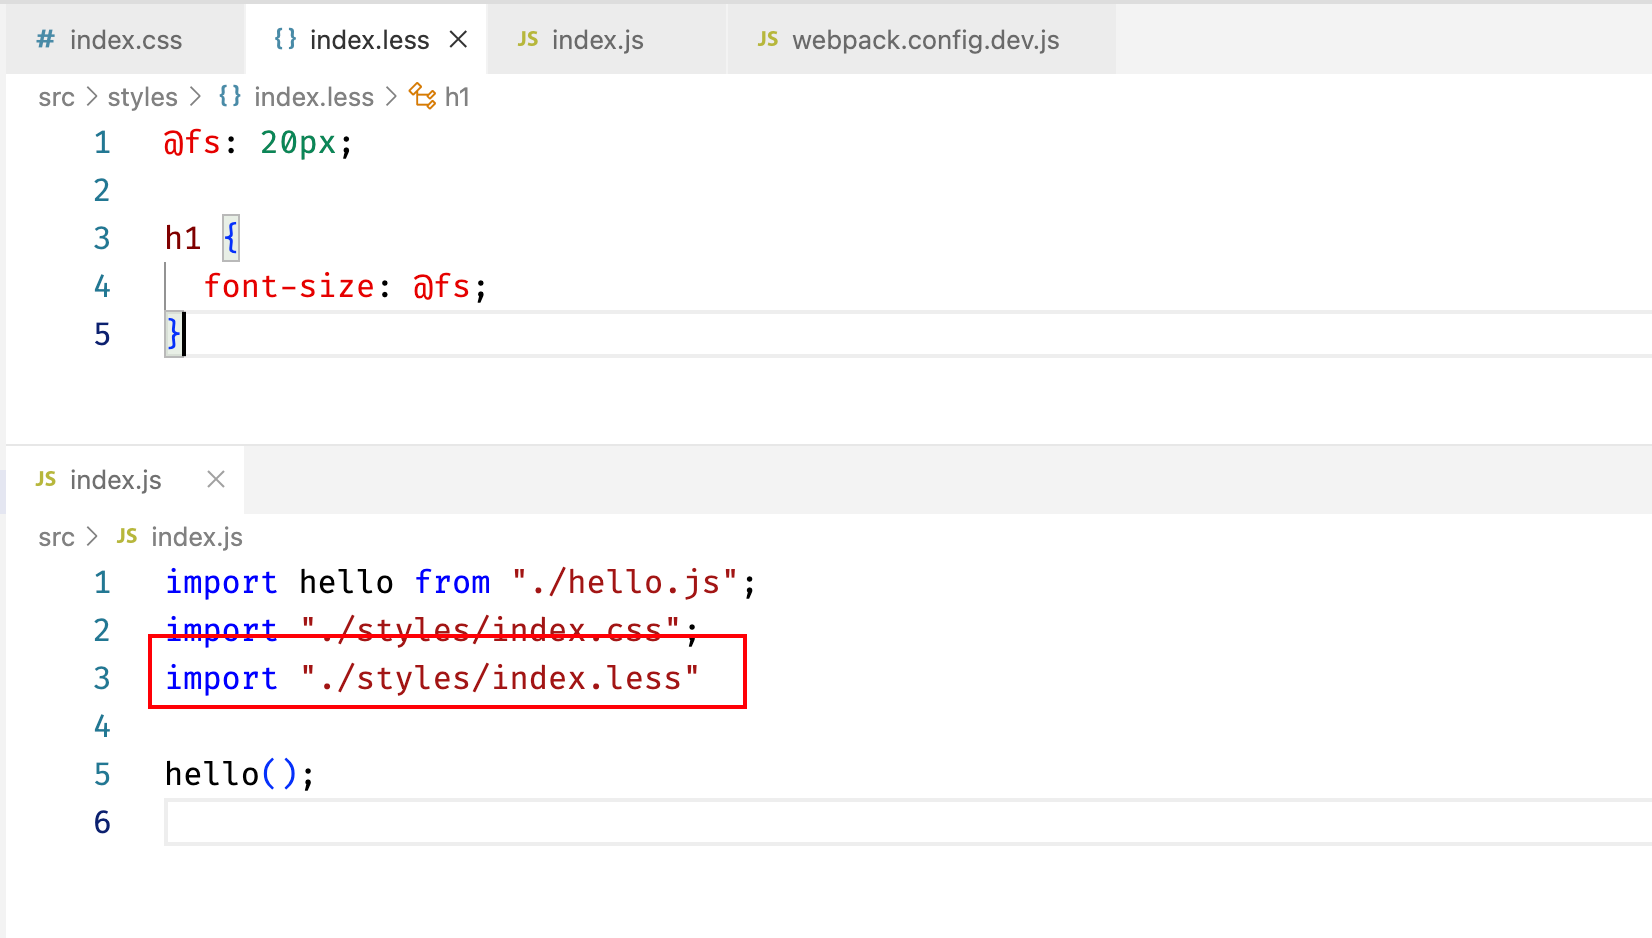 # index.css {} index.less × JS index.js JS webpack.config.dev.js
src > styles > {} index.less > h1
1 @fs: 20px;
2
3 h1 {
4   font-size: @fs;
5 }
JS index.js ×
src > JS index.js
1 import hello from "./hello.js";
2 import "./styles/index.css";
3 import "./styles/index.less"
4
5 hello();
6